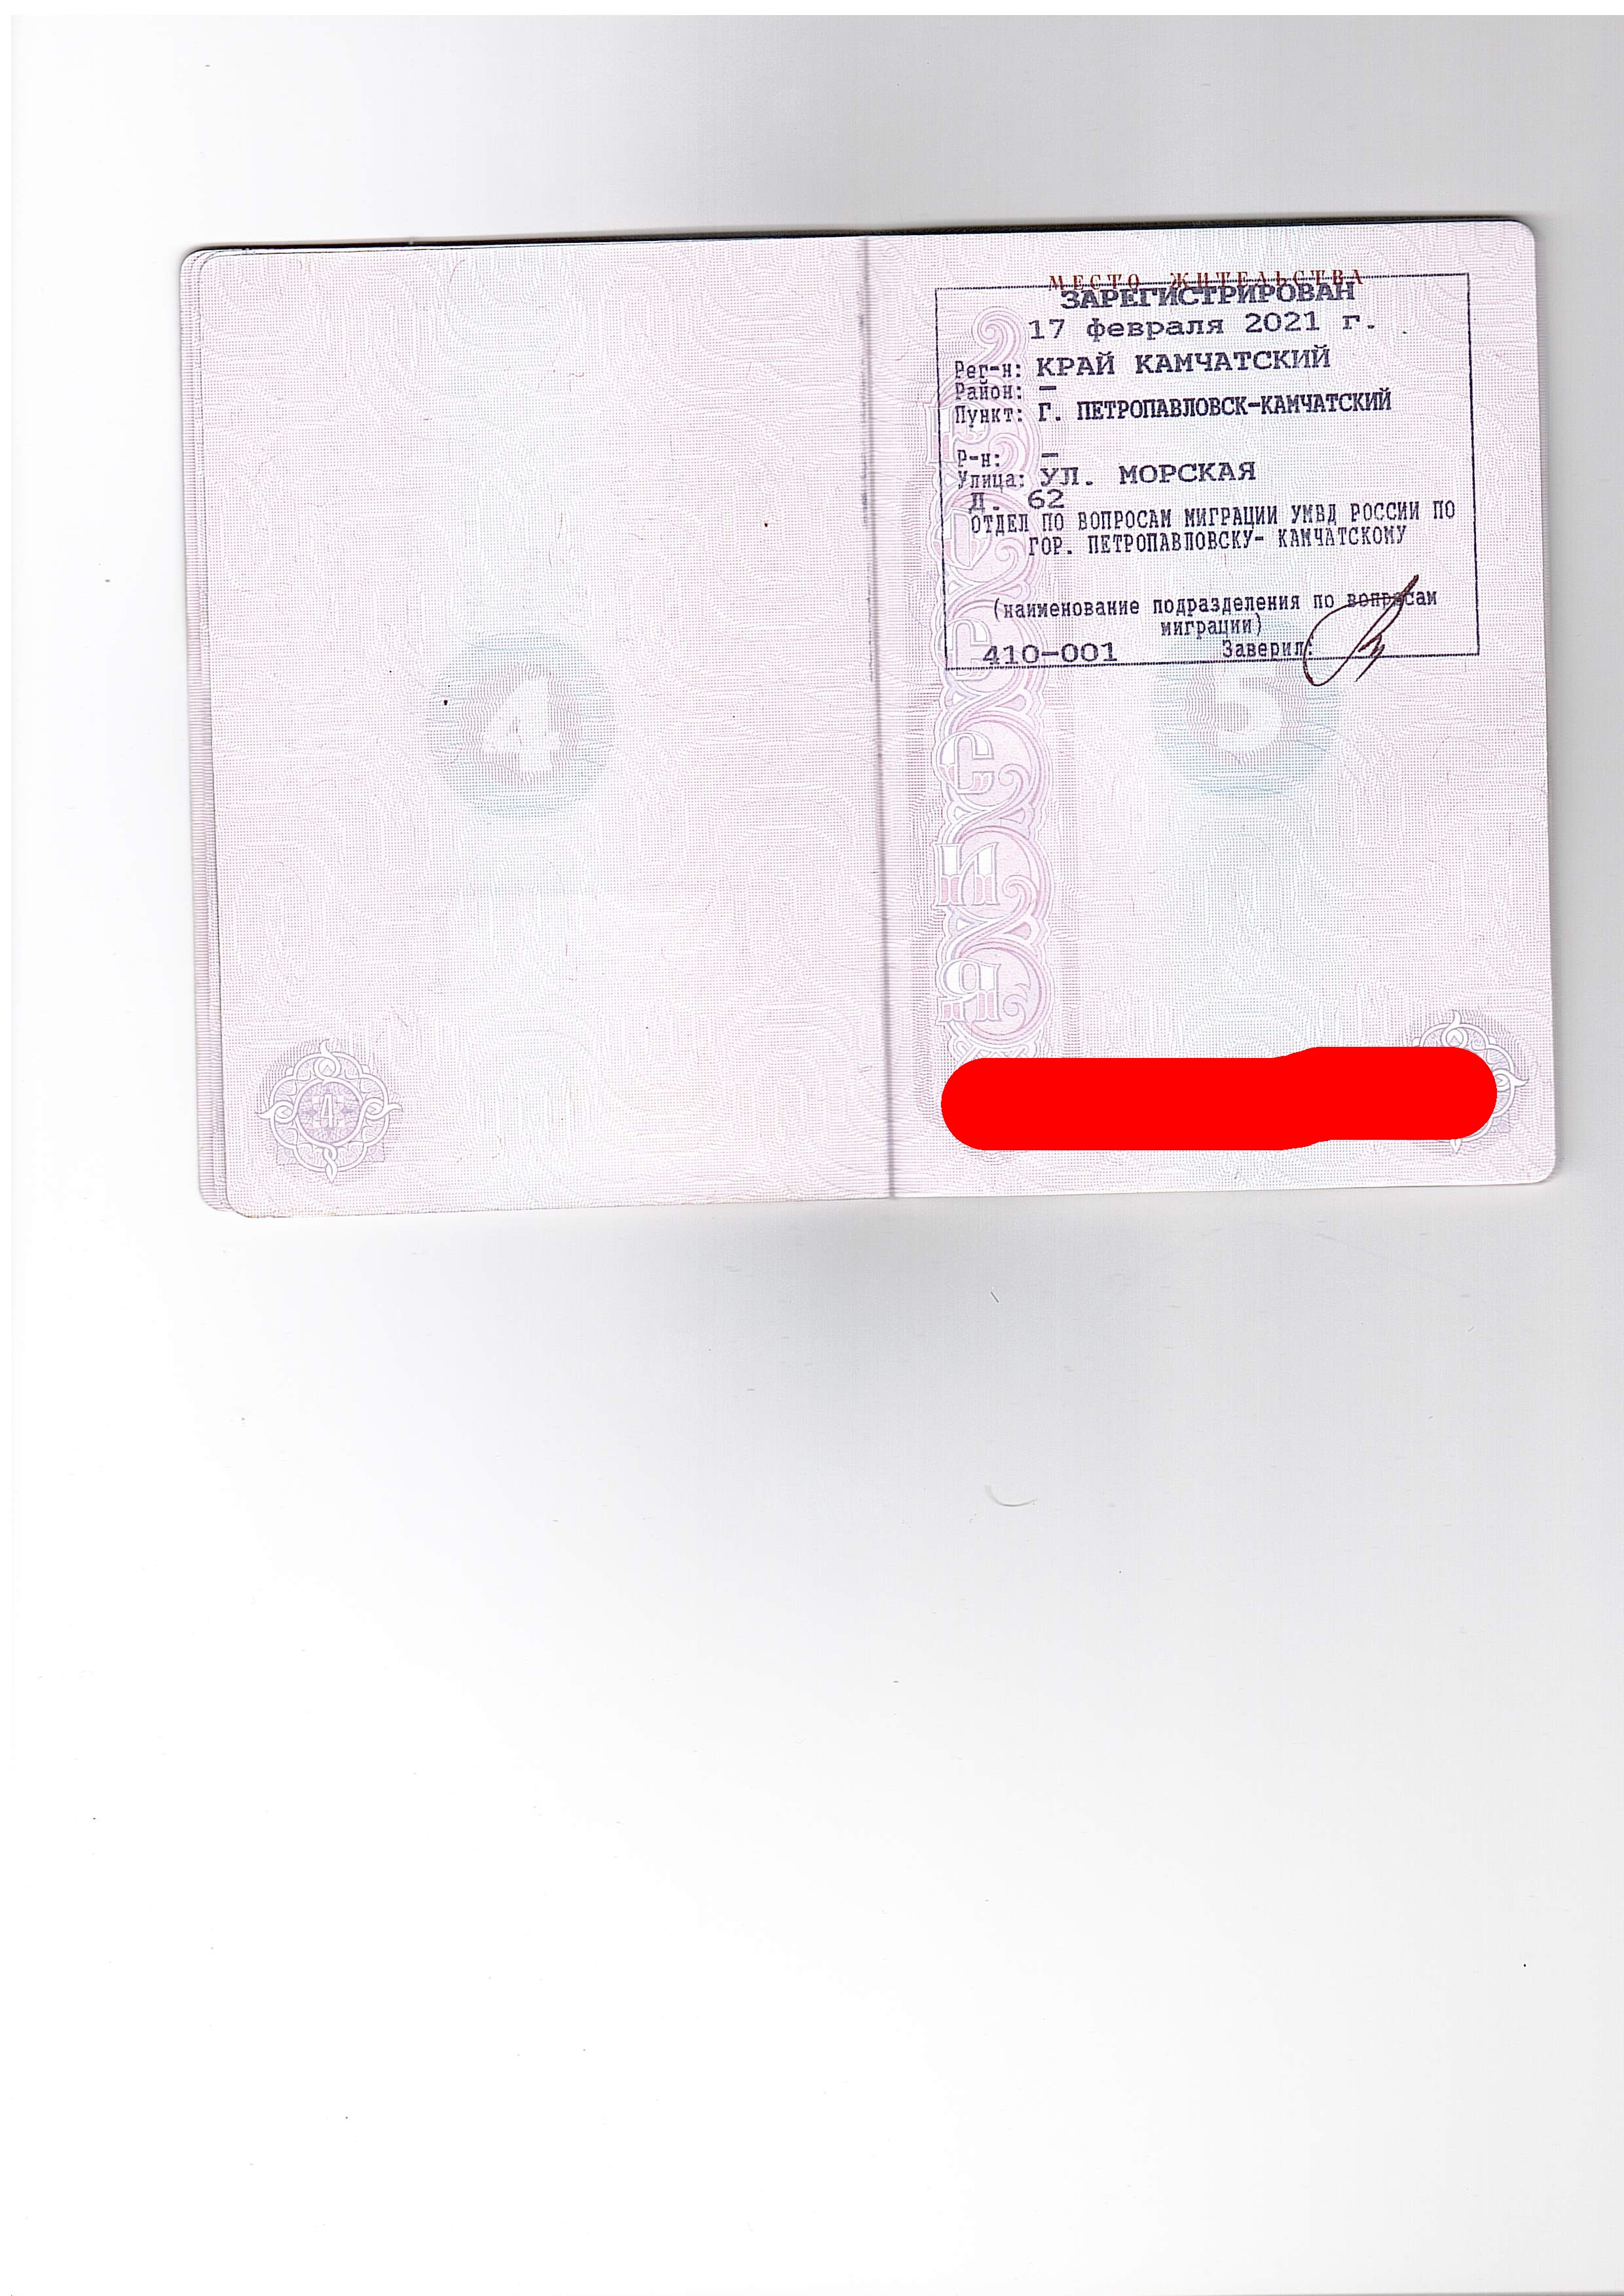 МЕСТО ЖИТЕЛЬСТВА
ЗАРЕГИСТРИРОВАН
17 февраля 2021 г.
Рег-н: КРАЙ КАМЧАТСКИЙ
Район: –
Пункт: Г. ПЕТРОПАВЛОВСК-КАМЧАТСКИЙ
Р-н: –
Улица: УЛ. МОРСКАЯ
Д. 62
ОТДЕЛ ПО ВОПРОСАМ МИГРАЦИИ УМВД РОССИИ ПО
ГОР. ПЕТРОПАВЛОВСКУ- КАМЧАТСКОМУ
(наименование подразделения по вопросам
миграции)
410-001 Заверил:
4
5
РОССИЯ
4